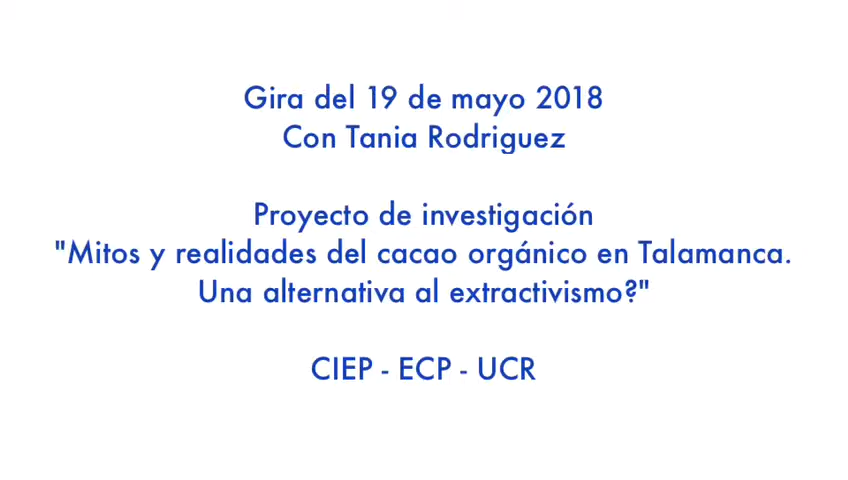 Gira del 19 de mayo 2018
Con Tania Rodriguez
Proyecto de investigación
"Mitos y realidades del cacao orgánico en Talamanca.
Una alternativa al extractivismo?"
CIEP - ECP - UCR